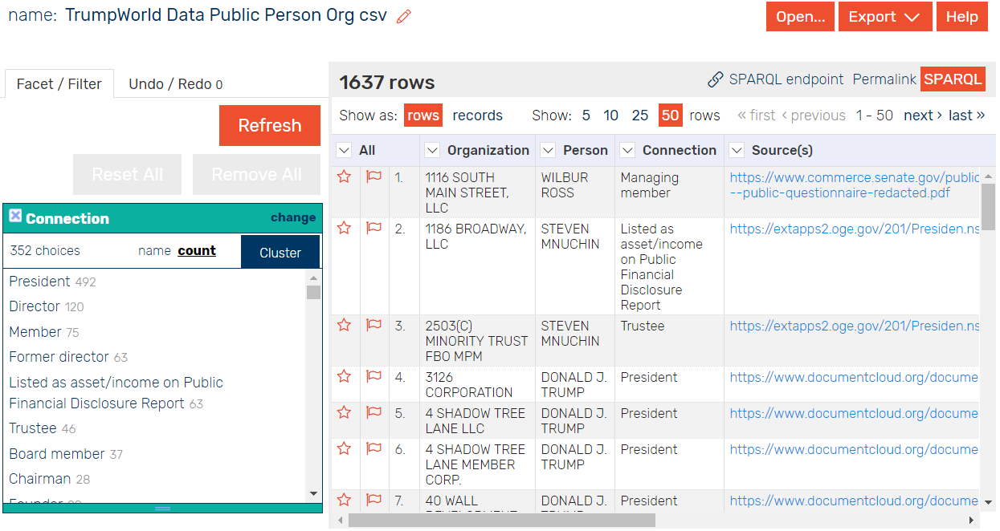 name: TrumpWorld Data Public Person Org csv
Open... Export Help
Facet / Filter Undo / Redo 0
Refresh
Reset All Remove All
Connection change
352 choices name count Cluster
President 492
Director 120
Member 75
Former director 63
Listed as asset/income on Public
Financial Disclosure Report 63
Trustee 46
Board member 37
Chairman 28
1637 rows SPARQL endpoint Permalink SPARQL
Show as: rows records Show: 5 10 25 50 rows « first ‹ previous 1 - 50 next › last »
All Organization Person Connection Source(s)
1. 1116 SOUTH WILBUR Managing https://www.commerce.senate.gov/public
MAIN STREET, ROSS member --public-questionnaire-redacted.pdf
LLC
2. 1186 BROADWAY, STEVEN Listed as https://extapps2.oge.gov/201/Presiden.ns
LLC MNUCHIN asset/income
on Public
Financial
Disclosure
Report
3. 2503(C) STEVEN Trustee https://extapps2.oge.gov/201/Presiden.ns
MINORITY TRUST MNUCHIN
FBO MPM
4. 3126 DONALD J. President https://www.documentcloud.org/docume
CORPORATION TRUMP
5. 4 SHADOW TREE DONALD J. President https://www.documentcloud.org/docume
LANE LLC TRUMP
6. 4 SHADOW TREE DONALD J. President https://www.documentcloud.org/docume
LANE MEMBER TRUMP
CORP.
7. 40 WALL DONALD J. President https://www.documentcloud.org/docume